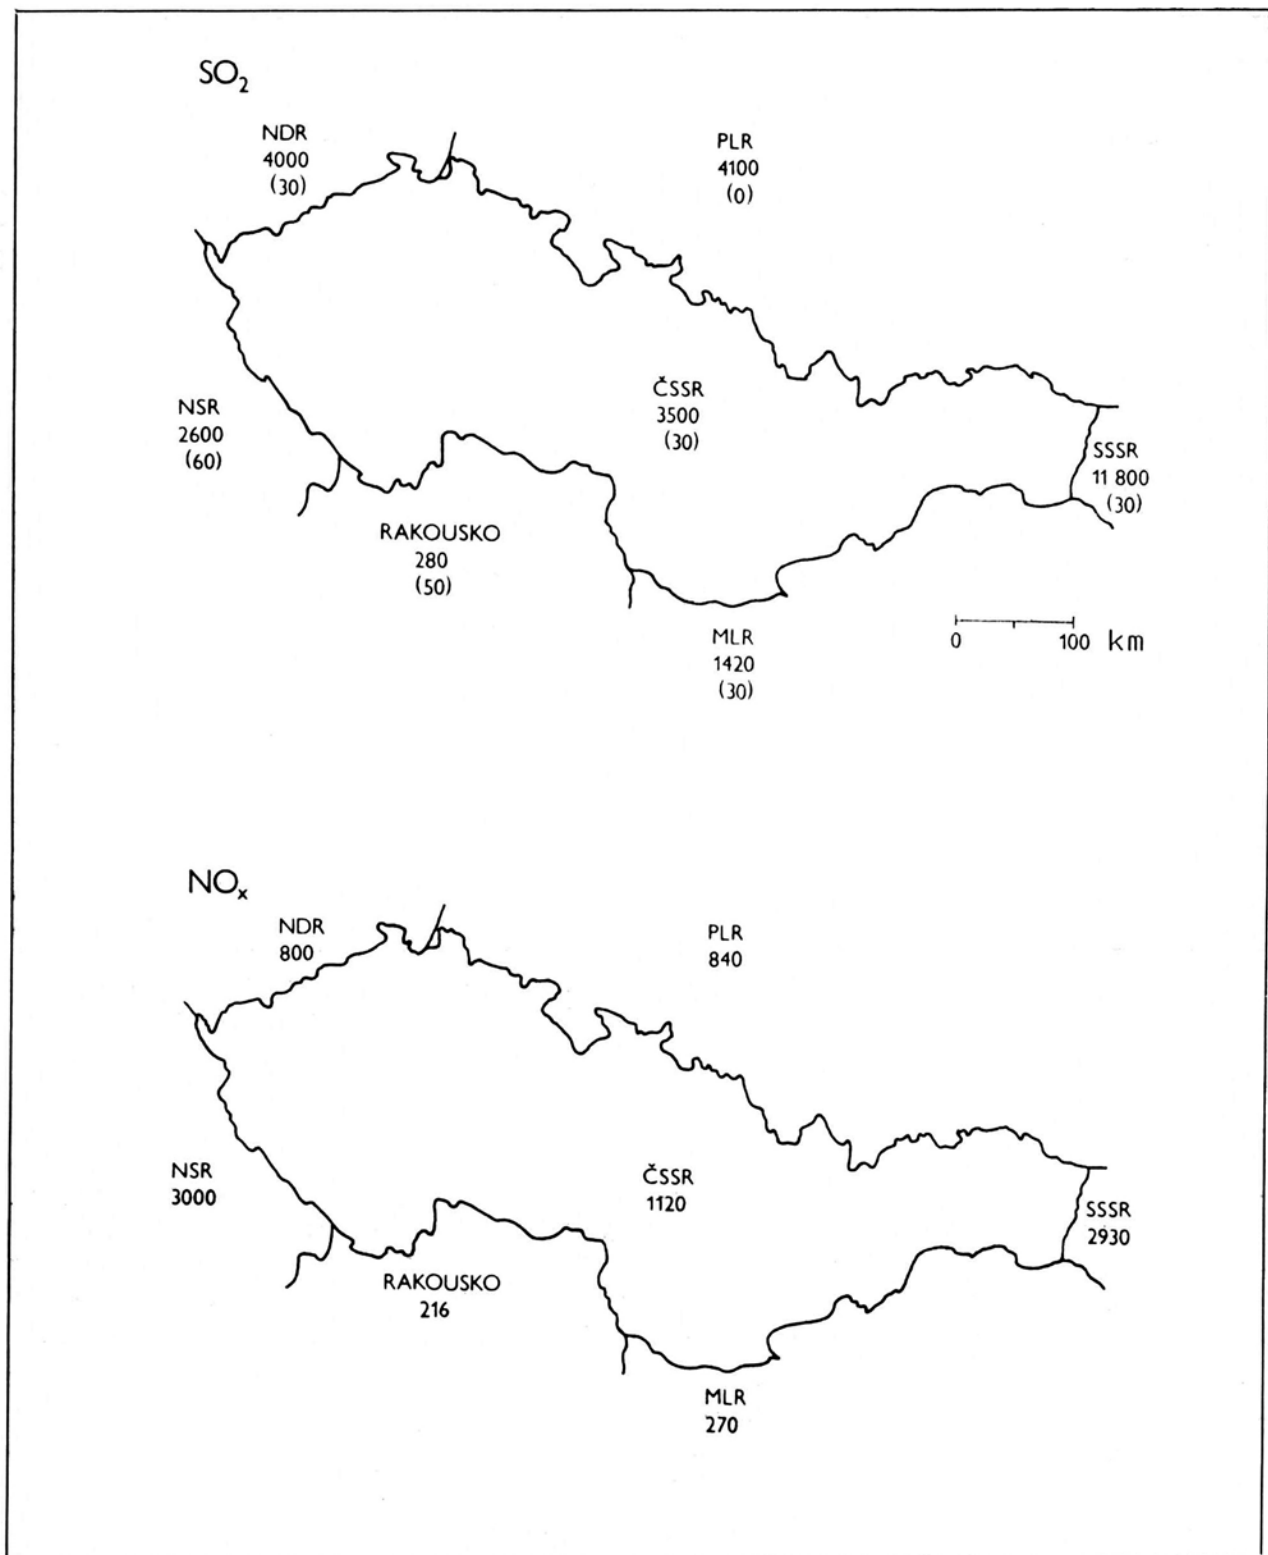 SO₂
NDR
4000
(30)
PLR
4100
(0)
ČSSR
3500
(30)
NSR
2600
(60)
SSSR
11 800
(30)
RAKOUSKO
280
(50)
MLR
1420
(30)
0 100 km
NOₓ
NDR
800
PLR
840
NSR
3000
ČSSR
1120
SSSR
2930
RAKOUSKO
216
MLR
270